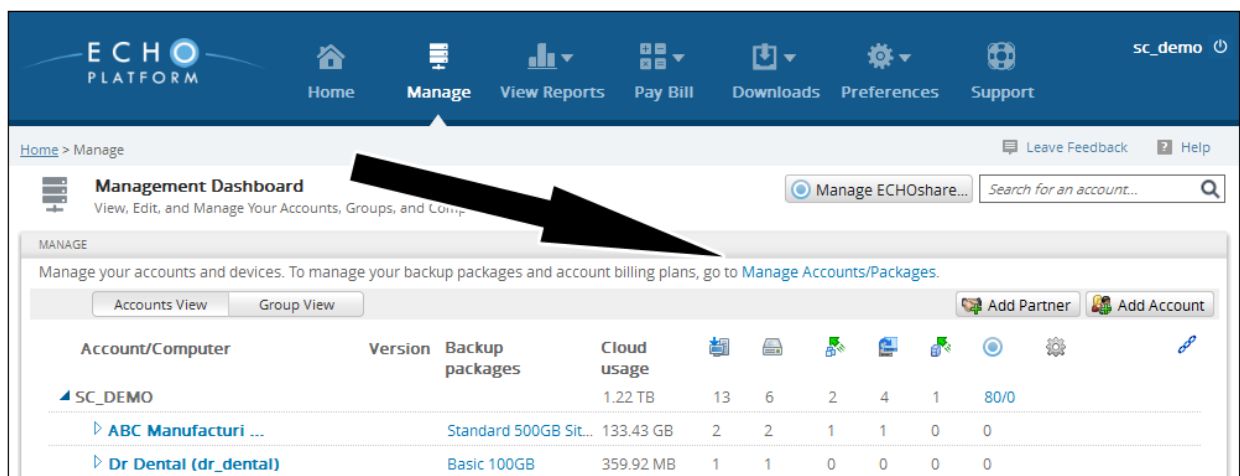 ECHO
PLATFORM
Home
Manage
View Reports
Pay Bill
Downloads
Preferences
Support
sc_demo
Home > Manage
Leave Feedback
? Help
Management Dashboard
View, Edit, and Manage Your Accounts, Groups, and
Manage ECHOshare...
Search for an account...
MANAGE
Manage your accounts and devices. To manage your backup packages and account billing plans, go to Manage Accounts/Packages.
Accounts View
Group View
Add Partner
Add Account
Account/Computer Version Backup packages Cloud usage
SC_DEMO 1.22 TB 13 6 2 4 1 80/0
ABC Manufacturi ... Standard 500GB Sit... 133.43 GB 2 2 1 1 0 0
Dr Dental (dr_dental) Basic 100GB 359.92 MB 1 1 0 0 0 0